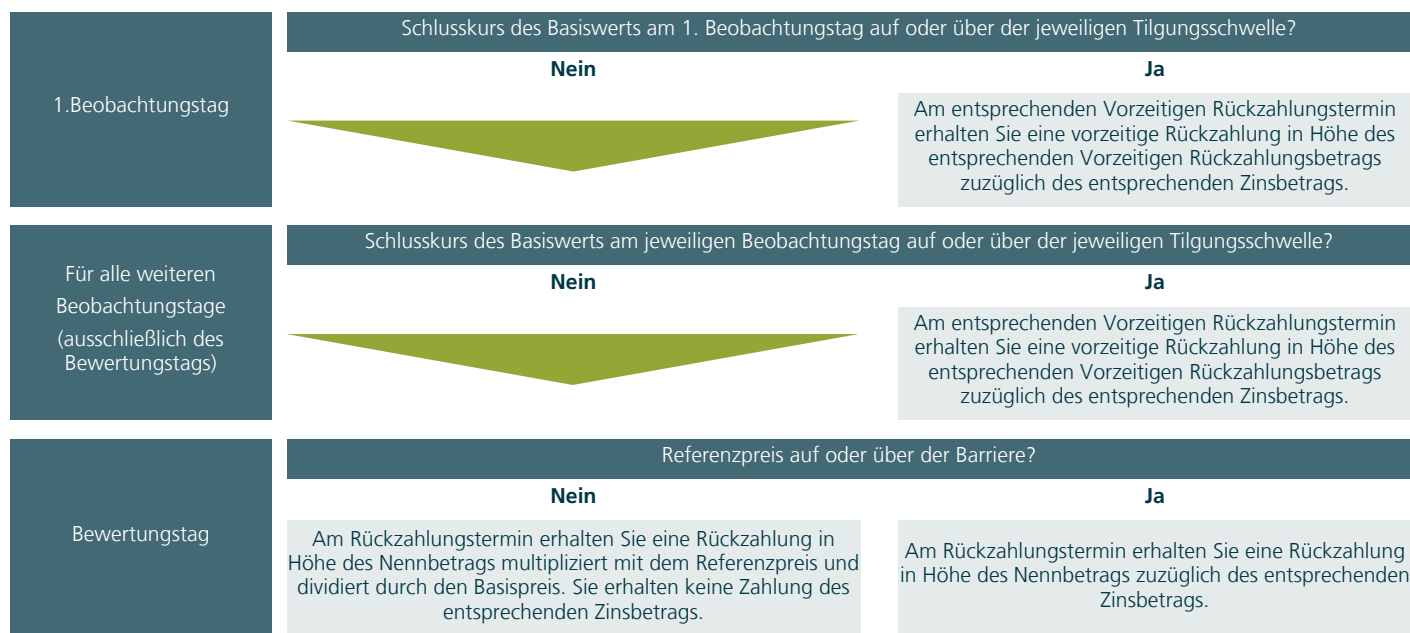 Schlusskurs des Basiswerts am 1. Beobachtungstag auf oder über der jeweiligen Tilgungsschwelle?
1.Beobachtungstag
Nein
Ja
Am entsprechenden Vorzeitigen Rückzahlungstermin
erhalten Sie eine vorzeitige Rückzahlung in Höhe des
entsprechenden Vorzeitigen Rückzahlungsbetrags
zuzüglich des entsprechenden Zinsbetrags.
Für alle weiteren
Beobachtungstage
(ausschließlich des
Bewertungstags)
Schlusskurs des Basiswerts am jeweiligen Beobachtungstag auf oder über der jeweiligen Tilgungsschwelle?
Nein
Ja
Am entsprechenden Vorzeitigen Rückzahlungstermin
erhalten Sie eine vorzeitige Rückzahlung in Höhe des
entsprechenden Vorzeitigen Rückzahlungsbetrags
zuzüglich des entsprechenden Zinsbetrags.
Bewertungstag
Referenzpreis auf oder über der Barriere?
Nein
Am Rückzahlungstermin erhalten Sie eine Rückzahlung in
Höhe des Nennbetrags multipliziert mit dem Referenzpreis und
dividiert durch den Basispreis. Sie erhalten keine Zahlung des
entsprechenden Zinsbetrags.
Ja
Am Rückzahlungstermin erhalten Sie eine Rückzahlung
in Höhe des Nennbetrags zuzüglich des entsprechenden
Zinsbetrags.